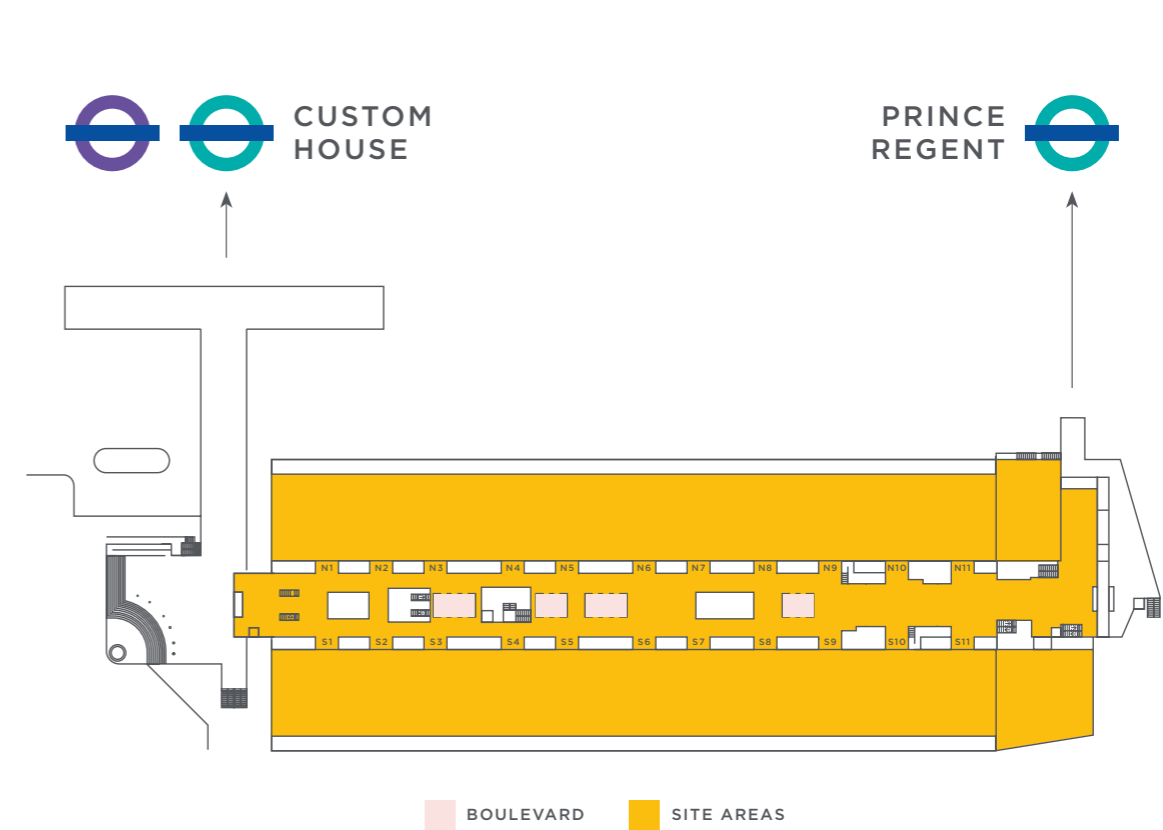 CUSTOM
HOUSE
PRINCE
REGENT
N1 N2 N3 N4 N5 N6 N7 N8 N9 N10 N11
S1 S2 S3 S4 S5 S6 S7 S8 S9 S10 S11
BOULEVARD SITE AREAS